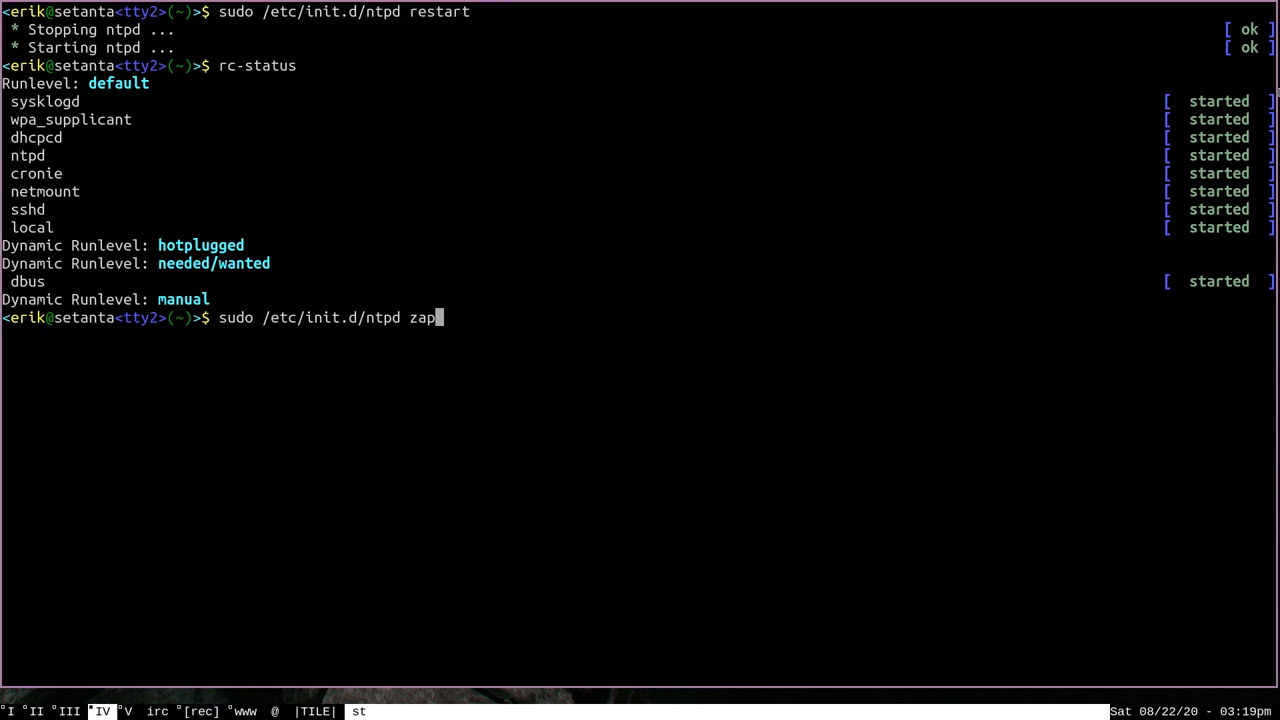 <erik@setanta<tty2>(~)>$ sudo /etc/init.d/ntpd restart
 * Stopping ntpd ... [ ok ]
 * Starting ntpd ... [ ok ]
<erik@setanta<tty2>(~)>$ rc-status
Runlevel: default
 sysklogd [ started ]
 wpa_supplicant [ started ]
 dhcpcd [ started ]
 ntpd [ started ]
 cronie [ started ]
 netmount [ started ]
 sshd [ started ]
 local [ started ]
Dynamic Runlevel: hotplugged
Dynamic Runlevel: needed/wanted
 dbus [ started ]
Dynamic Runlevel: manual
<erik@setanta<tty2>(~)>$ sudo /etc/init.d/ntpd zap
I II III IV V irc [rec] www @ |TILE| st Sat 08/22/20 - 03:19pm